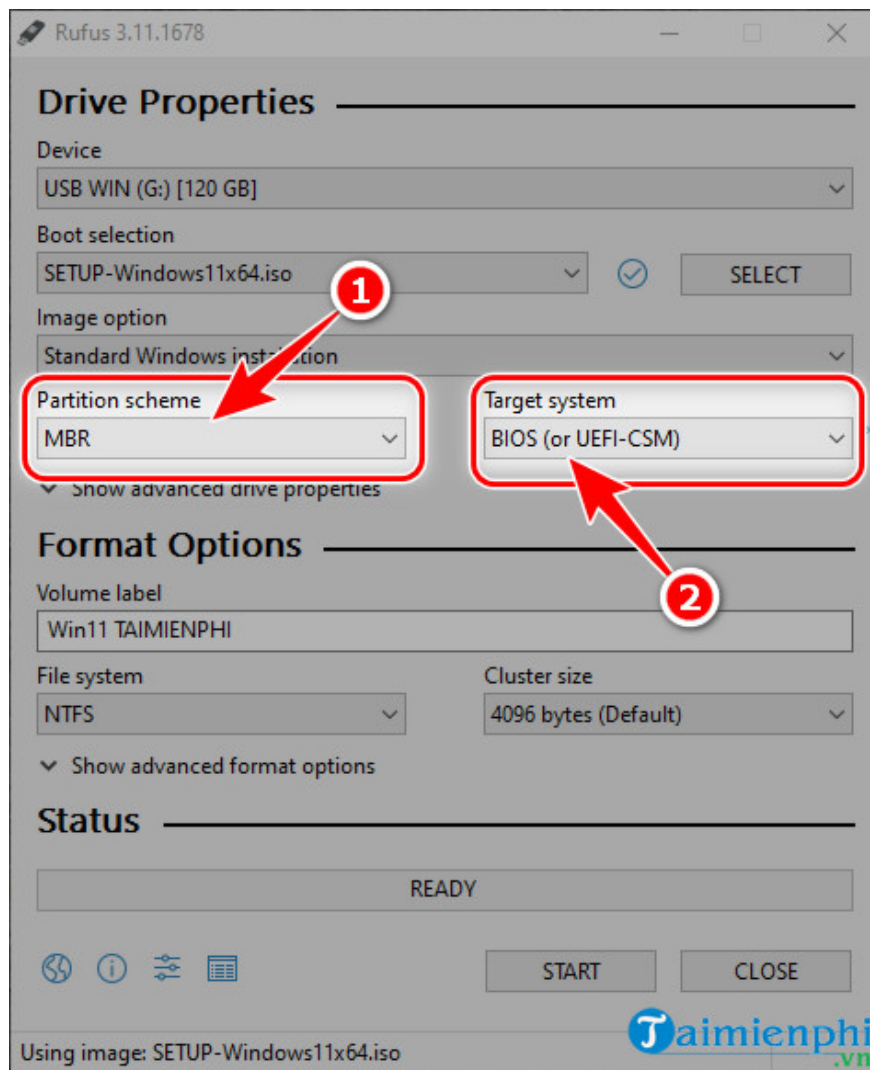 Rufus 3.11.1678
Drive Properties
Device
USB WIN (G:) [120 GB]
Boot selection
SETUP-Windows11x64.iso
SELECT
1
Image option
Standard Windows installation
Partition scheme
Target system
MBR
BIOS (or UEFI-CSM)
Show advanced drive properties
Format Options
2
Volume label
Win11 TAIMIENPHI
File system
Cluster size
NTFS
4096 bytes (Default)
Show advanced format options
Status
READY
START
CLOSE
Taimienphi
.vn
Using image: SETUP-Windows11x64.iso